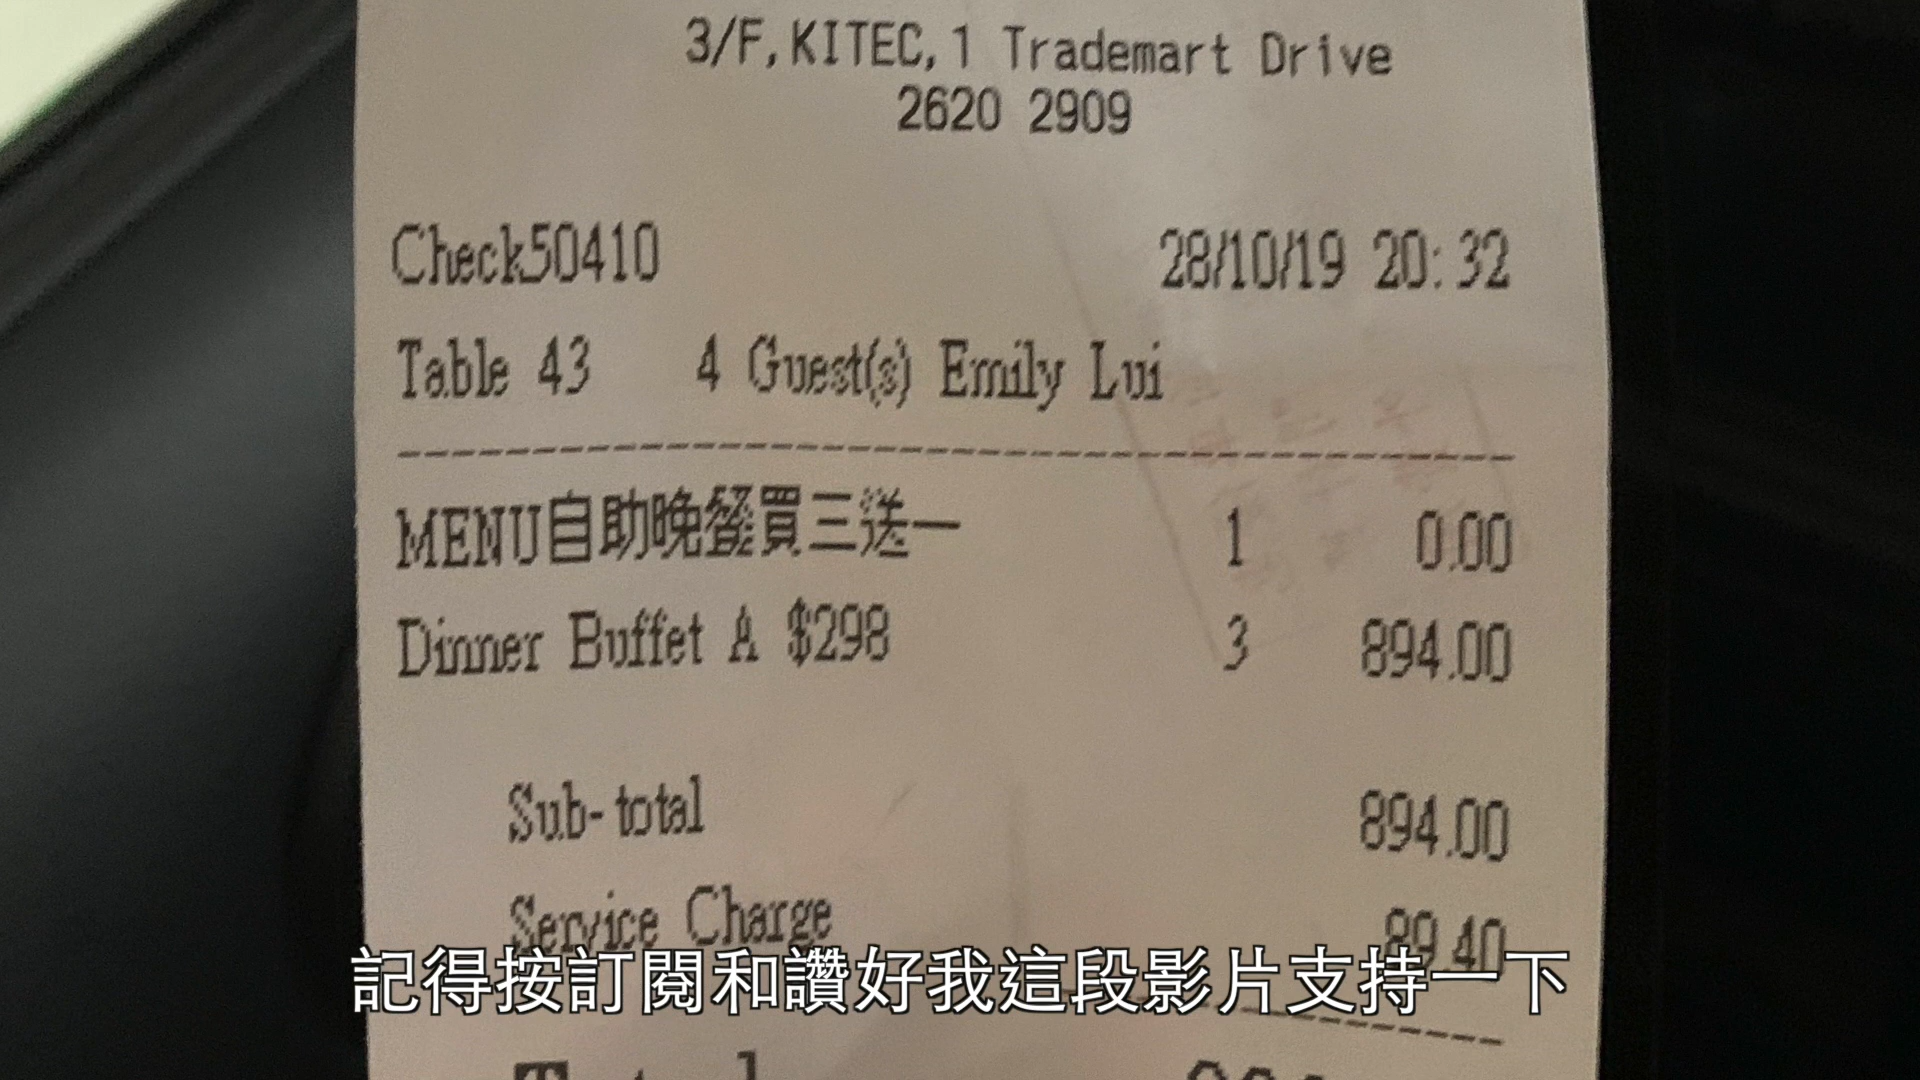 3/F,KITEC,1 Trademart Drive
2620 2909
Check50410 28/10/19 20:32
Table 43 4 Guest(s) Emily Lui
MENU自助晚餐買三送一 1 0.00
Dinner Buffet A $298 3 894.00
Sub-total 894.00
Service Charge 89.40
記得按訂閱和讚好我這段影片支持一下